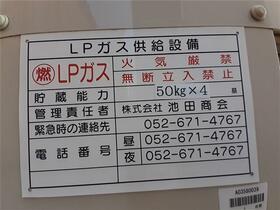 LPガス供給設備
燃 LPガス 火気厳禁
無断立入禁止
貯蔵能力 50kg×4
管理責任者 株式会社 池田商会
緊急時の連絡先 052-671-4767
電話番号 昼 052-671-4767
夜 052-671-4767
A03500039